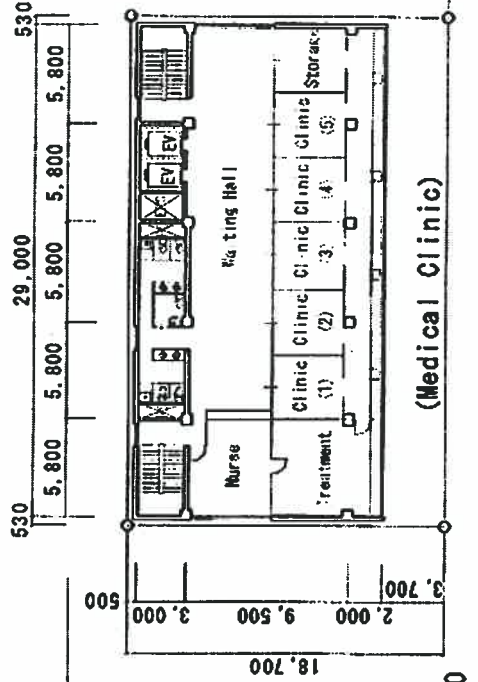 530
5,800
5,800
5,800
5,800
5,800
530
29,000
EV
EV
Waiting Hall
Storage
Clinic
(5)
Clinic
(4)
Clinic
(3)
Clinic
(2)
Clinic
(1)
Nurse
Treatment
(Medical Clinic)
500
3,000
9,500
2,000
3,700
18,700